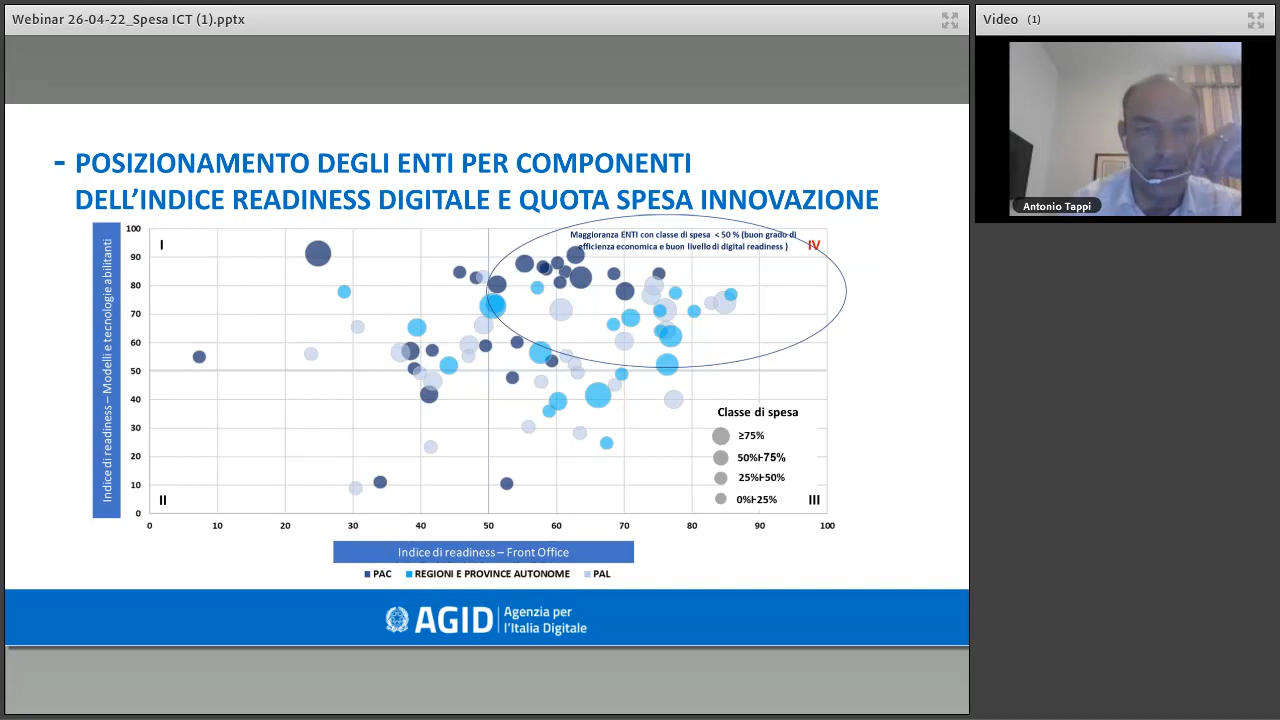 Webinar 26-04-22_Spesa ICT (1).pptx
Video (1)
Antonio Tappi
- POSIZIONAMENTO DEGLI ENTI PER COMPONENTI
DELL'INDICE READINESS DIGITALE E QUOTA SPESA INNOVAZIONE
Indice di readiness – Modelli e tecnologie abilitanti
100
90
80
70
60
50
40
30
20
10
0
I
Maggioranza ENTI con classe di spesa < 50 % (buon grado di
efficienza economica e buon livello di digital readiness )
IV
II
III
Classe di spesa
≥75%
50%⊦75%
25%⊦50%
0%⊦25%
0 10 20 30 40 50 60 70 80 90 100
Indice di readiness – Front Office
PAC REGIONI E PROVINCE AUTONOME PAL
AGID
Agenzia per
l'Italia Digitale